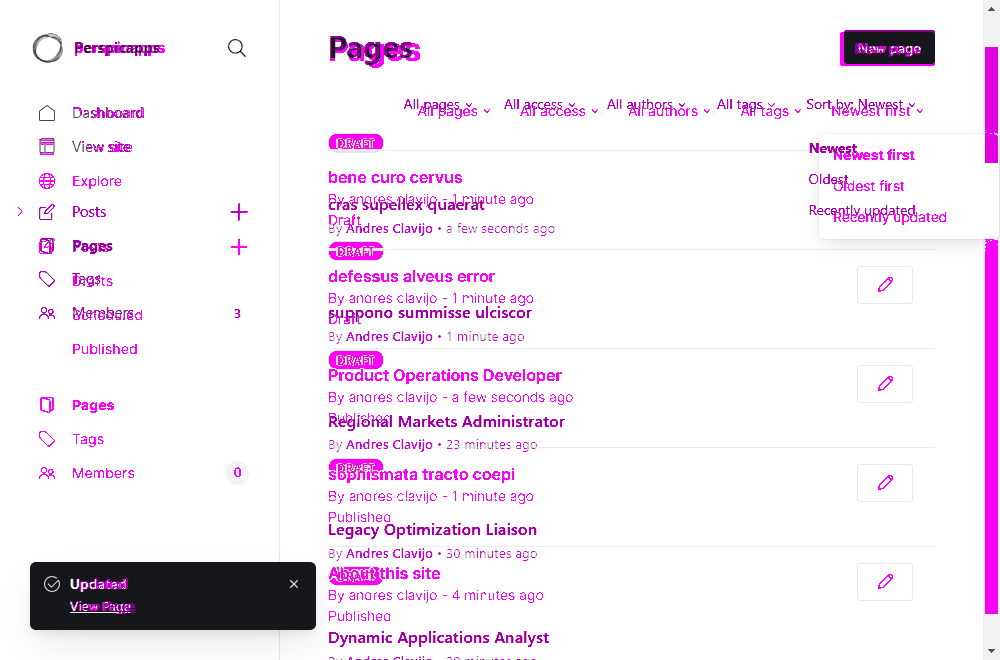 perspicapps
Dashboard
View site
Explore
Posts
Pages
Tags
Drafts
Members 3
Scheduled
Published
Pages
Tags
Members 0
Updated
View Page
Pages
New page
All pages All access All authors All tags Sort by: Newest
All pages All access All authors All tags Newest first
Newest
Newest first
Oldest
Oldest first
Recently updated
Recently updated
DRAFT
bene curo cervus
By andres clavijo - 1 minute ago
cras supellex quaerat
Draft
By Andres Clavijo • a few seconds ago
DRAFT
defessus alveus error
By andres clavijo - 1 minute ago
suppono summisse ulciscor
Draft
By Andres Clavijo • 1 minute ago
DRAFT
Product Operations Developer
By andres clavijo - a few seconds ago
Published
Regional Markets Administrator
By Andres Clavijo • 23 minutes ago
DRAFT
sophismata tracto coepi
By andres clavijo - 1 minute ago
Published
Legacy Optimization Liaison
By Andres Clavijo • 30 minutes ago
DRAFT
About this site
By andres clavijo - 4 minutes ago
Published
Dynamic Applications Analyst